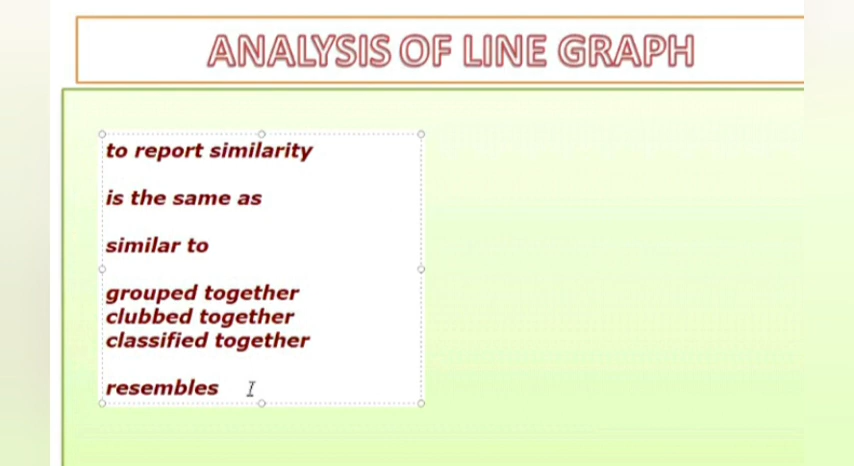 ANALYSIS OF LINE GRAPH
to report similarity
is the same as
similar to
grouped together
clubbed together
classified together
resembles